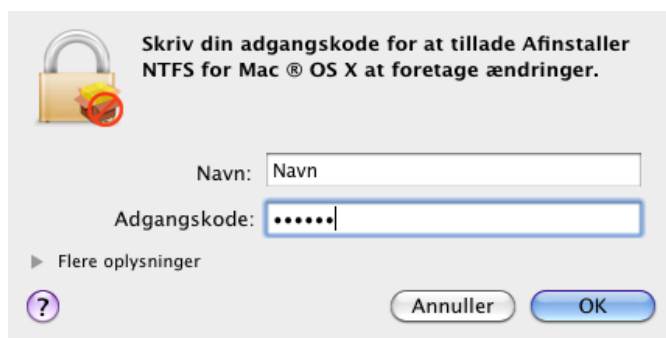 Skriv din adgangskode for at tillade Afinstaller
NTFS for Mac ® OS X at foretage ændringer.
Navn: Navn
Adgangskode: ••••••
Flere oplysninger
? Annuller OK